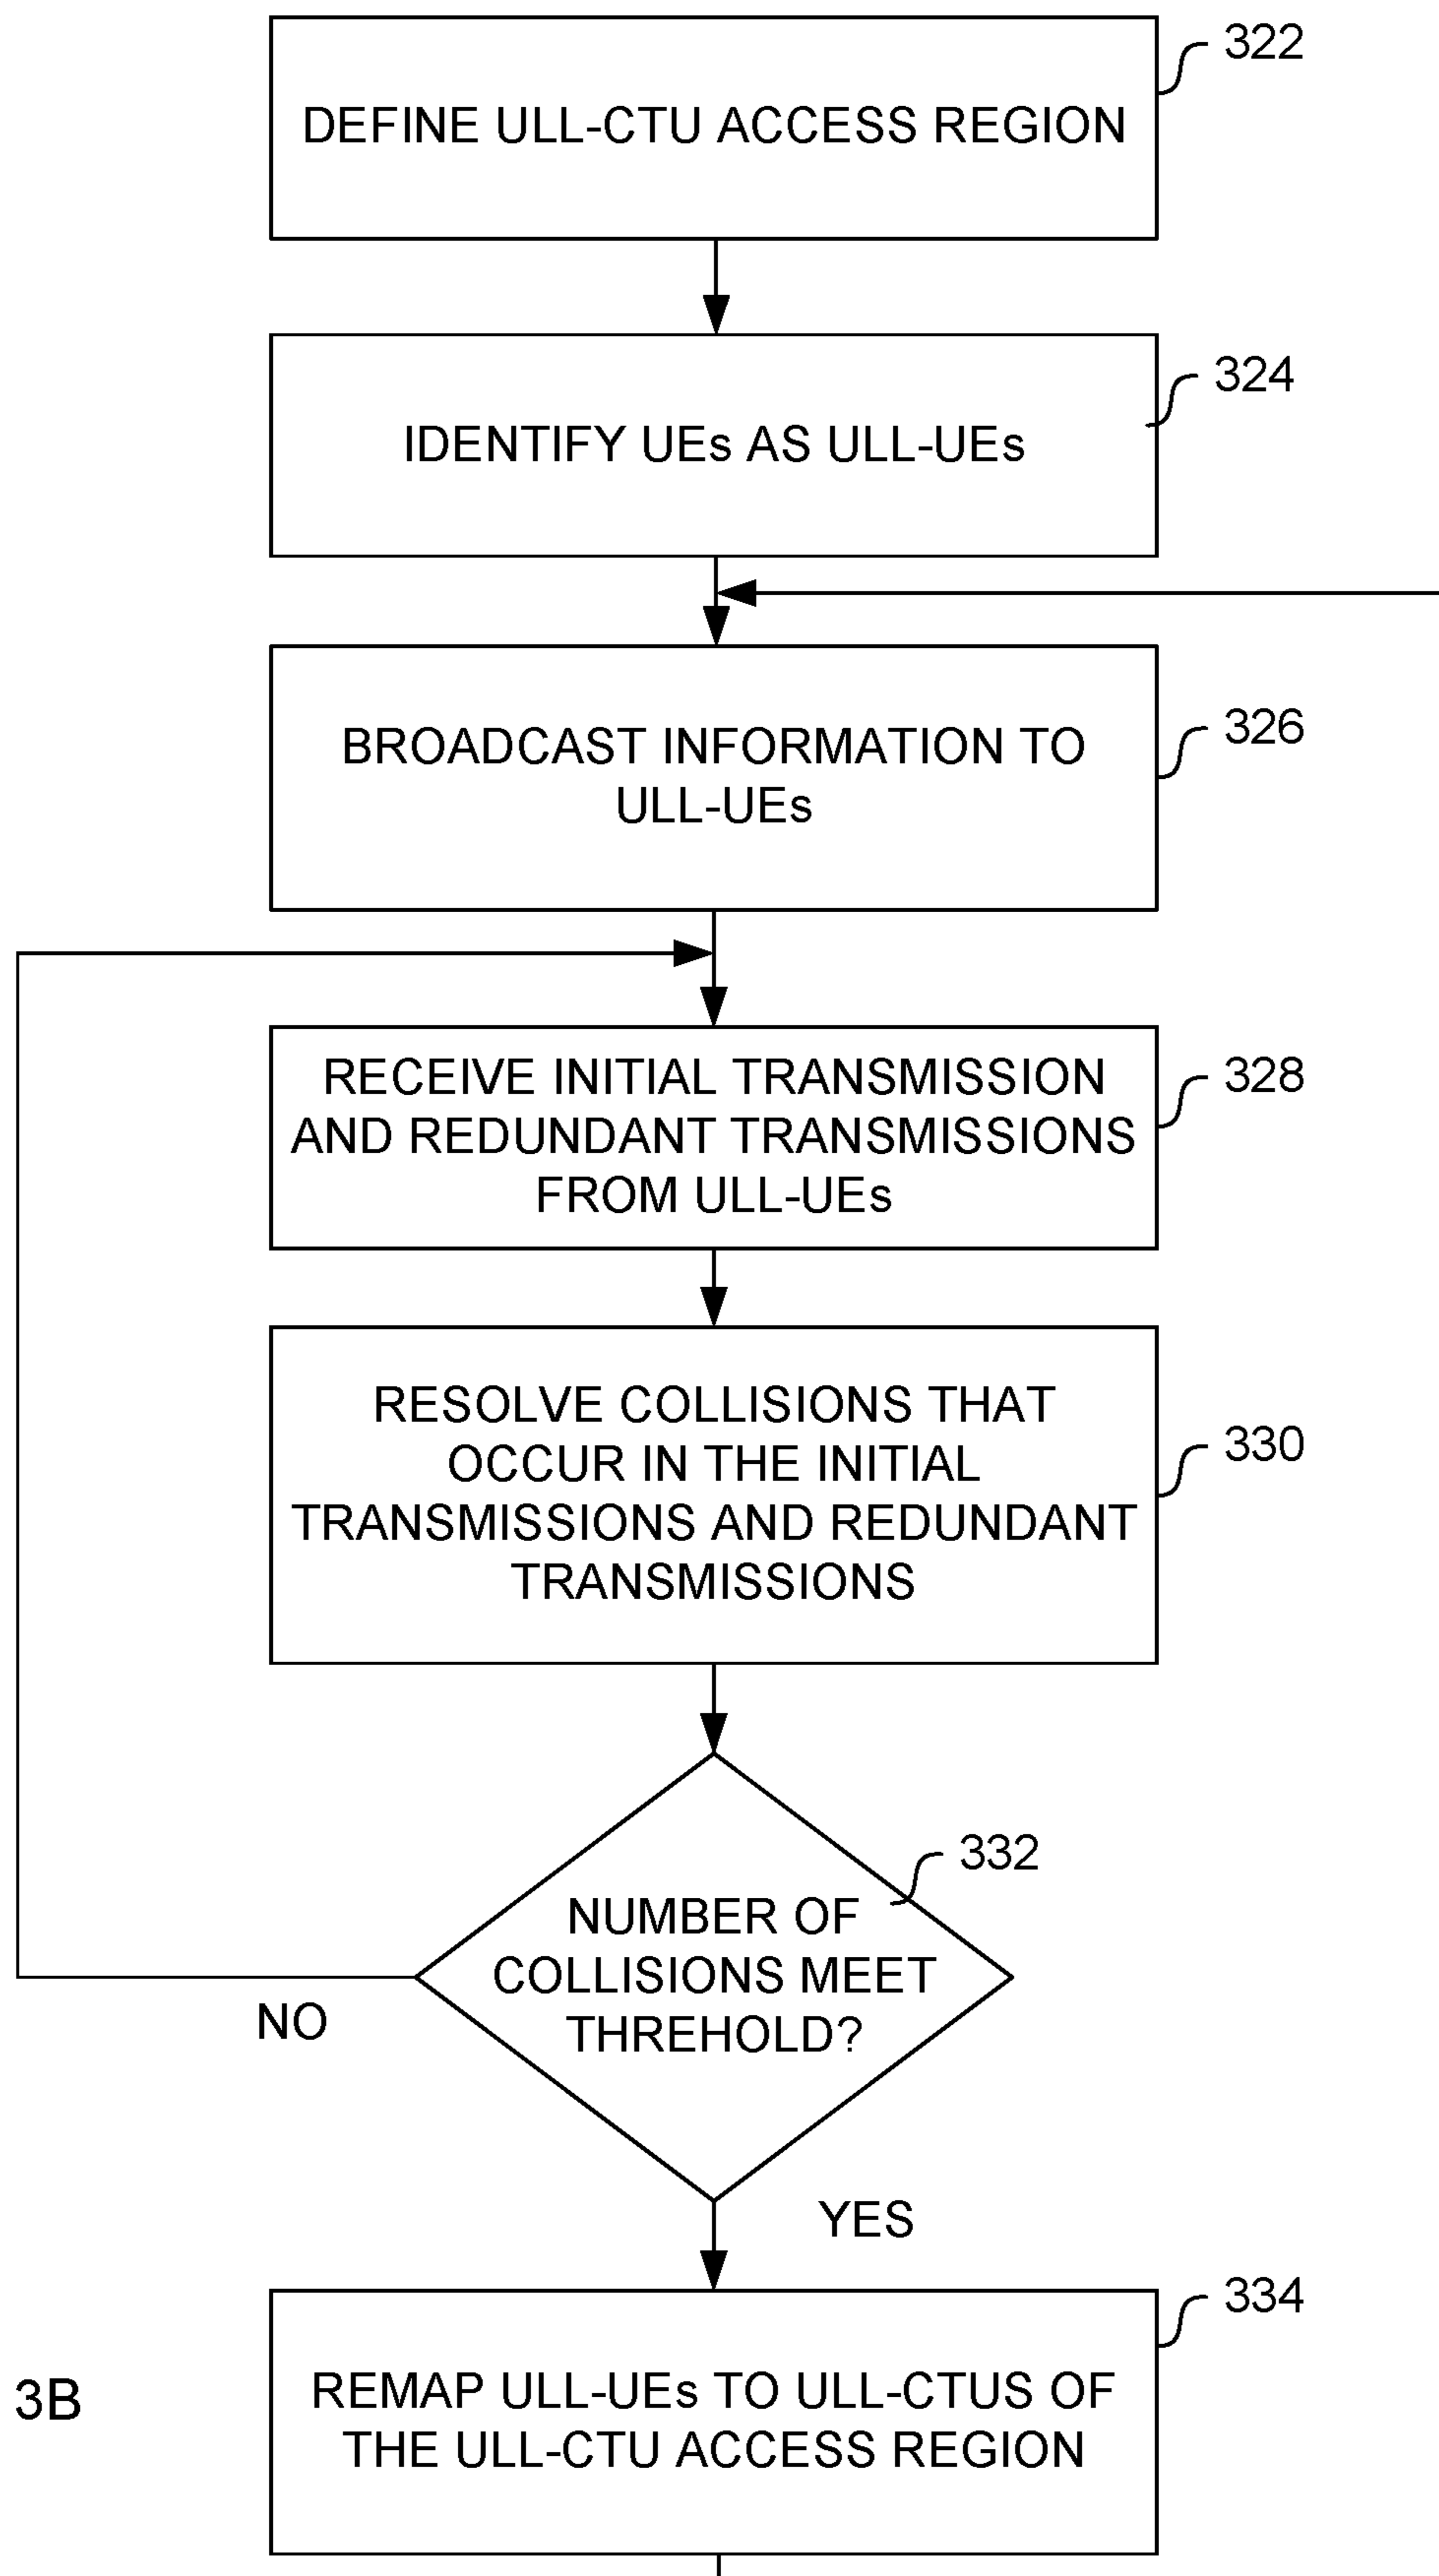 322
DEFINE ULL-CTU ACCESS REGION
324
IDENTIFY UEs AS ULL-UEs
326
BROADCAST INFORMATION TO
ULL-UEs
328
RECEIVE INITIAL TRANSMISSION
AND REDUNDANT TRANSMISSIONS
FROM ULL-UEs
330
RESOLVE COLLISIONS THAT
OCCUR IN THE INITIAL
TRANSMISSIONS AND REDUNDANT
TRANSMISSIONS
332
NUMBER OF
COLLISIONS MEET
THREHOLD?
NO
YES
334
REMAP ULL-UEs TO ULL-CTUS OF
THE ULL-CTU ACCESS REGION
3B